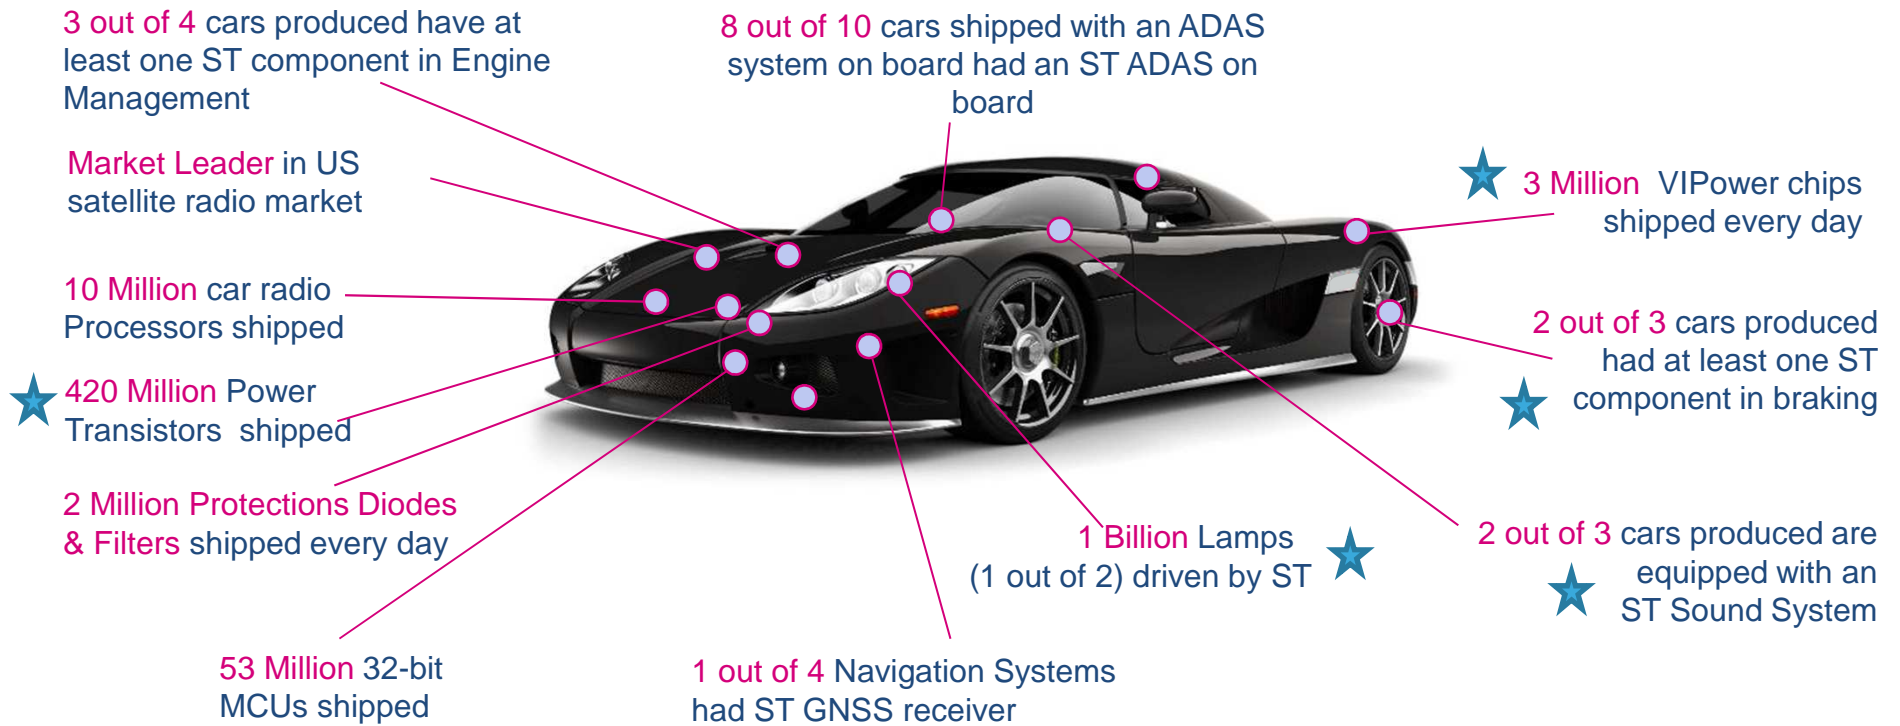 3 out of 4 cars produced have at
least one ST component in Engine
Management
8 out of 10 cars shipped with an ADAS
system on board had an ST ADAS on
board
Market Leader in US
satellite radio market
3 Million VIPower chips
shipped every day
10 Million car radio
Processors shipped
2 out of 3 cars produced
had at least one ST
component in braking
420 Million Power
Transistors shipped
2 Million Protections Diodes
& Filters shipped every day
1 Billion Lamps
(1 out of 2) driven by ST
2 out of 3 cars produced are
equipped with an
ST Sound System
53 Million 32-bit
MCUs shipped
1 out of 4 Navigation Systems
had ST GNSS receiver